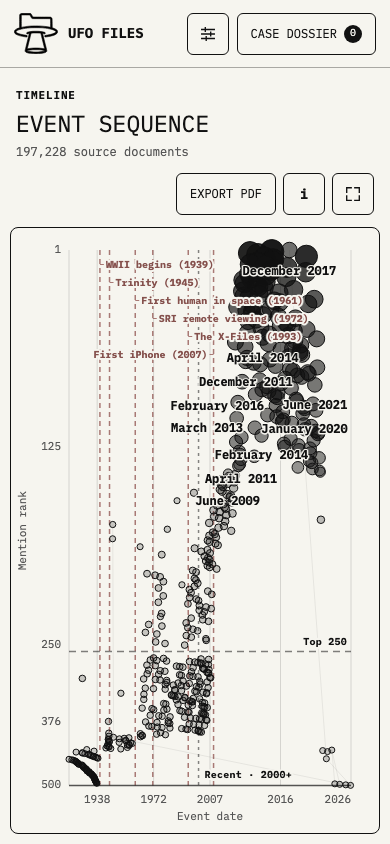 UFO FILES
CASE DOSSIER 0
TIMELINE
EVENT SEQUENCE
197,228 source documents
EXPORT PDF
i
1
WWII begins (1939)
December 2017
Trinity (1945)
First human in space (1961)
SRI remote viewing (1972)
The X-Files (1993)
First iPhone (2007)
April 2014
December 2011
February 2016
June 2021
March 2013
January 2020
125
February 2014
April 2011
June 2009
Mention rank
250
Top 250
376
Recent · 2000+
500
1938
1972
2007
2016
2026
Event date